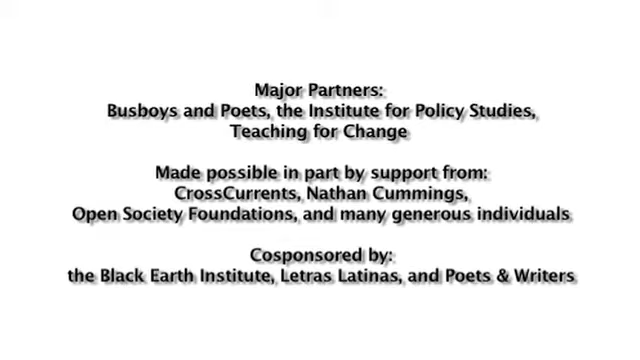 Major Partners:
Busboys and Poets, the Institute for Policy Studies,
Teaching for Change
Made possible in part by support from:
CrossCurrents, Nathan Cummings,
Open Society Foundations, and many generous individuals
Cosponsored by:
the Black Earth Institute, Letras Latinas, and Poets & Writers